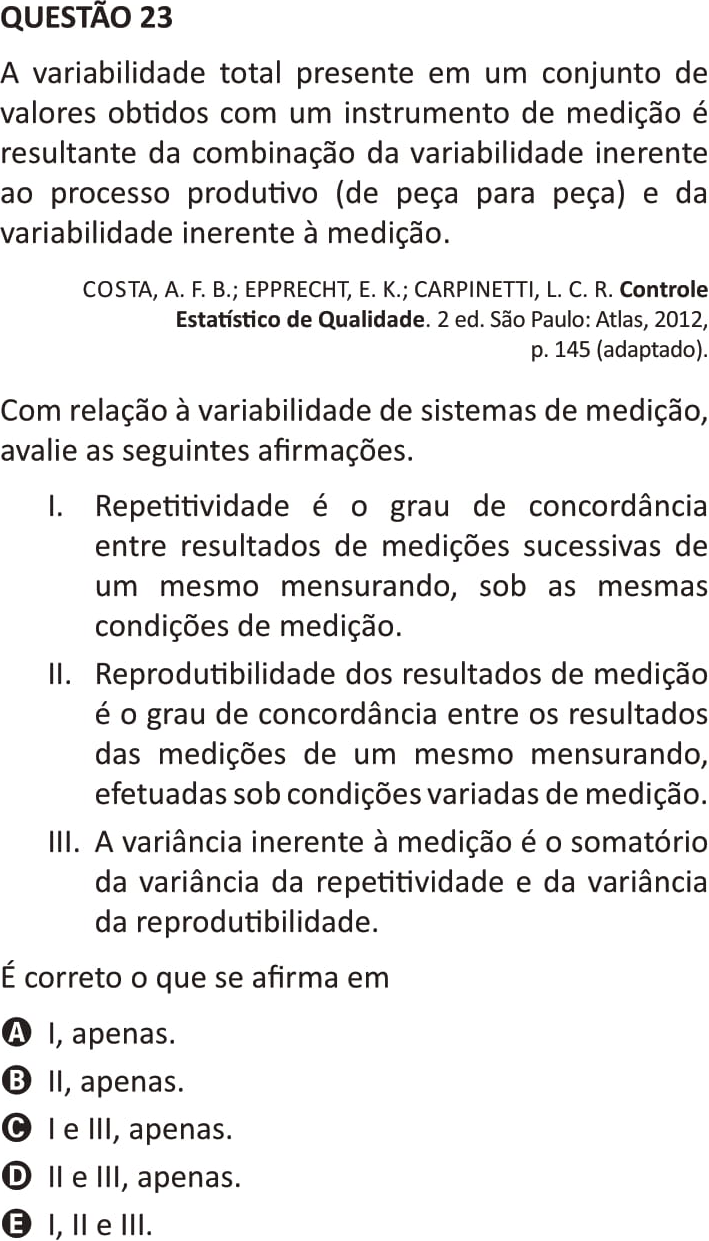 QUESTÃO 23
A variabilidade total presente em um conjunto de
valores obtidos com um instrumento de medição é
resultante da combinação da variabilidade inerente
ao processo produtivo (de peça para peça) e da
variabilidade inerente à medição.
COSTA, A. F. B.; EPPRECHT, E. K.; CARPINETTI, L. C. R. Controle
Estatístico de Qualidade. 2 ed. São Paulo: Atlas, 2012,
p. 145 (adaptado).
Com relação à variabilidade de sistemas de medição,
avalie as seguintes afirmações.
I. Repetitividade é o grau de concordância
entre resultados de medições sucessivas de
um mesmo mensurando, sob as mesmas
condições de medição.
II. Reprodutibilidade dos resultados de medição
é o grau de concordância entre os resultados
das medições de um mesmo mensurando,
efetuadas sob condições variadas de medição.
III. A variância inerente à medição é o somatório
da variância da repetitividade e da variância
da reprodutibilidade.
É correto o que se afirma em
A I, apenas.
B II, apenas.
C I e III, apenas.
D II e III, apenas.
E I, II e III.